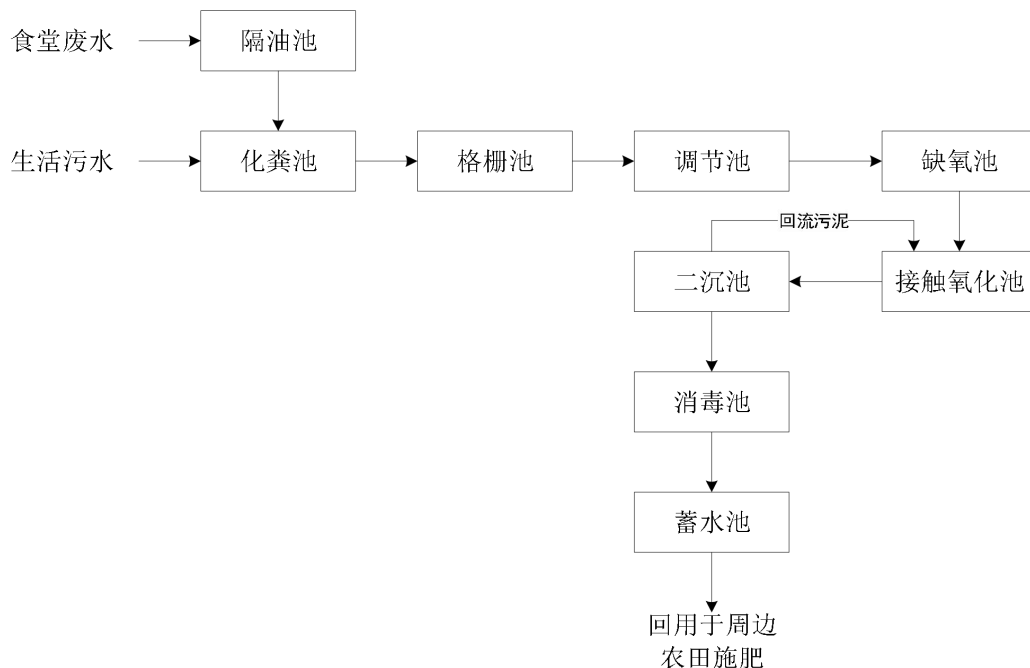 食堂废水
隔油池
生活污水
化粪池
格栅池
调节池
缺氧池
回流污泥
二沉池
接触氧化池
消毒池
蓄水池
回用于周边
农田施肥